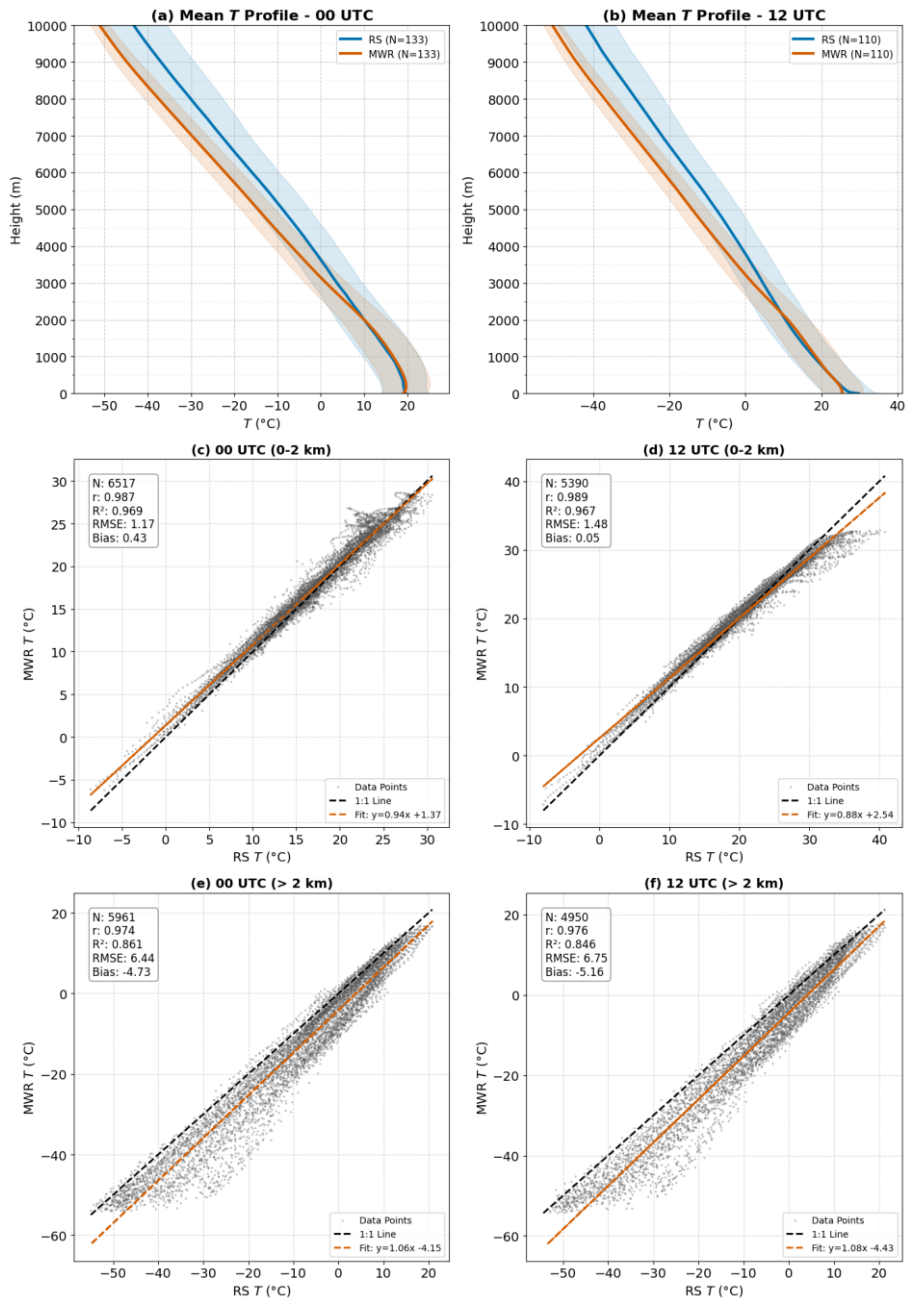 (a) Mean T Profile - 00 UTC
10000
9000
8000
7000
6000
5000
4000
3000
2000
1000
0
Height (m)
RS (N=133)
MWR (N=133)
−50 −40 −30 −20 −10 0 10 20
T (°C)
(b) Mean T Profile - 12 UTC
10000
9000
8000
7000
6000
5000
4000
3000
2000
1000
0
Height (m)
RS (N=110)
MWR (N=110)
−40 −20 0 20 40
T (°C)
(c) 00 UTC (0-2 km)
N: 6517
r: 0.987
R²: 0.969
RMSE: 1.17
Bias: 0.43
30
25
20
15
10
5
0
−5
−10
MWR T (°C)
Data Points
1:1 Line
Fit: y=0.94x +1.37
−10 −5 0 5 10 15 20 25 30
RS T (°C)
(d) 12 UTC (0-2 km)
N: 5390
r: 0.989
R²: 0.967
RMSE: 1.48
Bias: 0.05
40
30
20
10
0
−10
MWR T (°C)
Data Points
1:1 Line
Fit: y=0.88x +2.54
−10 0 10 20 30 40
RS T (°C)
(e) 00 UTC (> 2 km)
N: 5961
r: 0.974
R²: 0.861
RMSE: 6.44
Bias: -4.73
20
0
−20
−40
−60
MWR T (°C)
Data Points
1:1 Line
Fit: y=1.06x -4.15
−50 −40 −30 −20 −10 0 10 20
RS T (°C)
(f) 12 UTC (> 2 km)
N: 4950
r: 0.976
R²: 0.846
RMSE: 6.75
Bias: -5.16
20
0
−20
−40
−60
MWR T (°C)
Data Points
1:1 Line
Fit: y=1.08x -4.43
−50 −40 −30 −20 −10 0 10 20
RS T (°C)